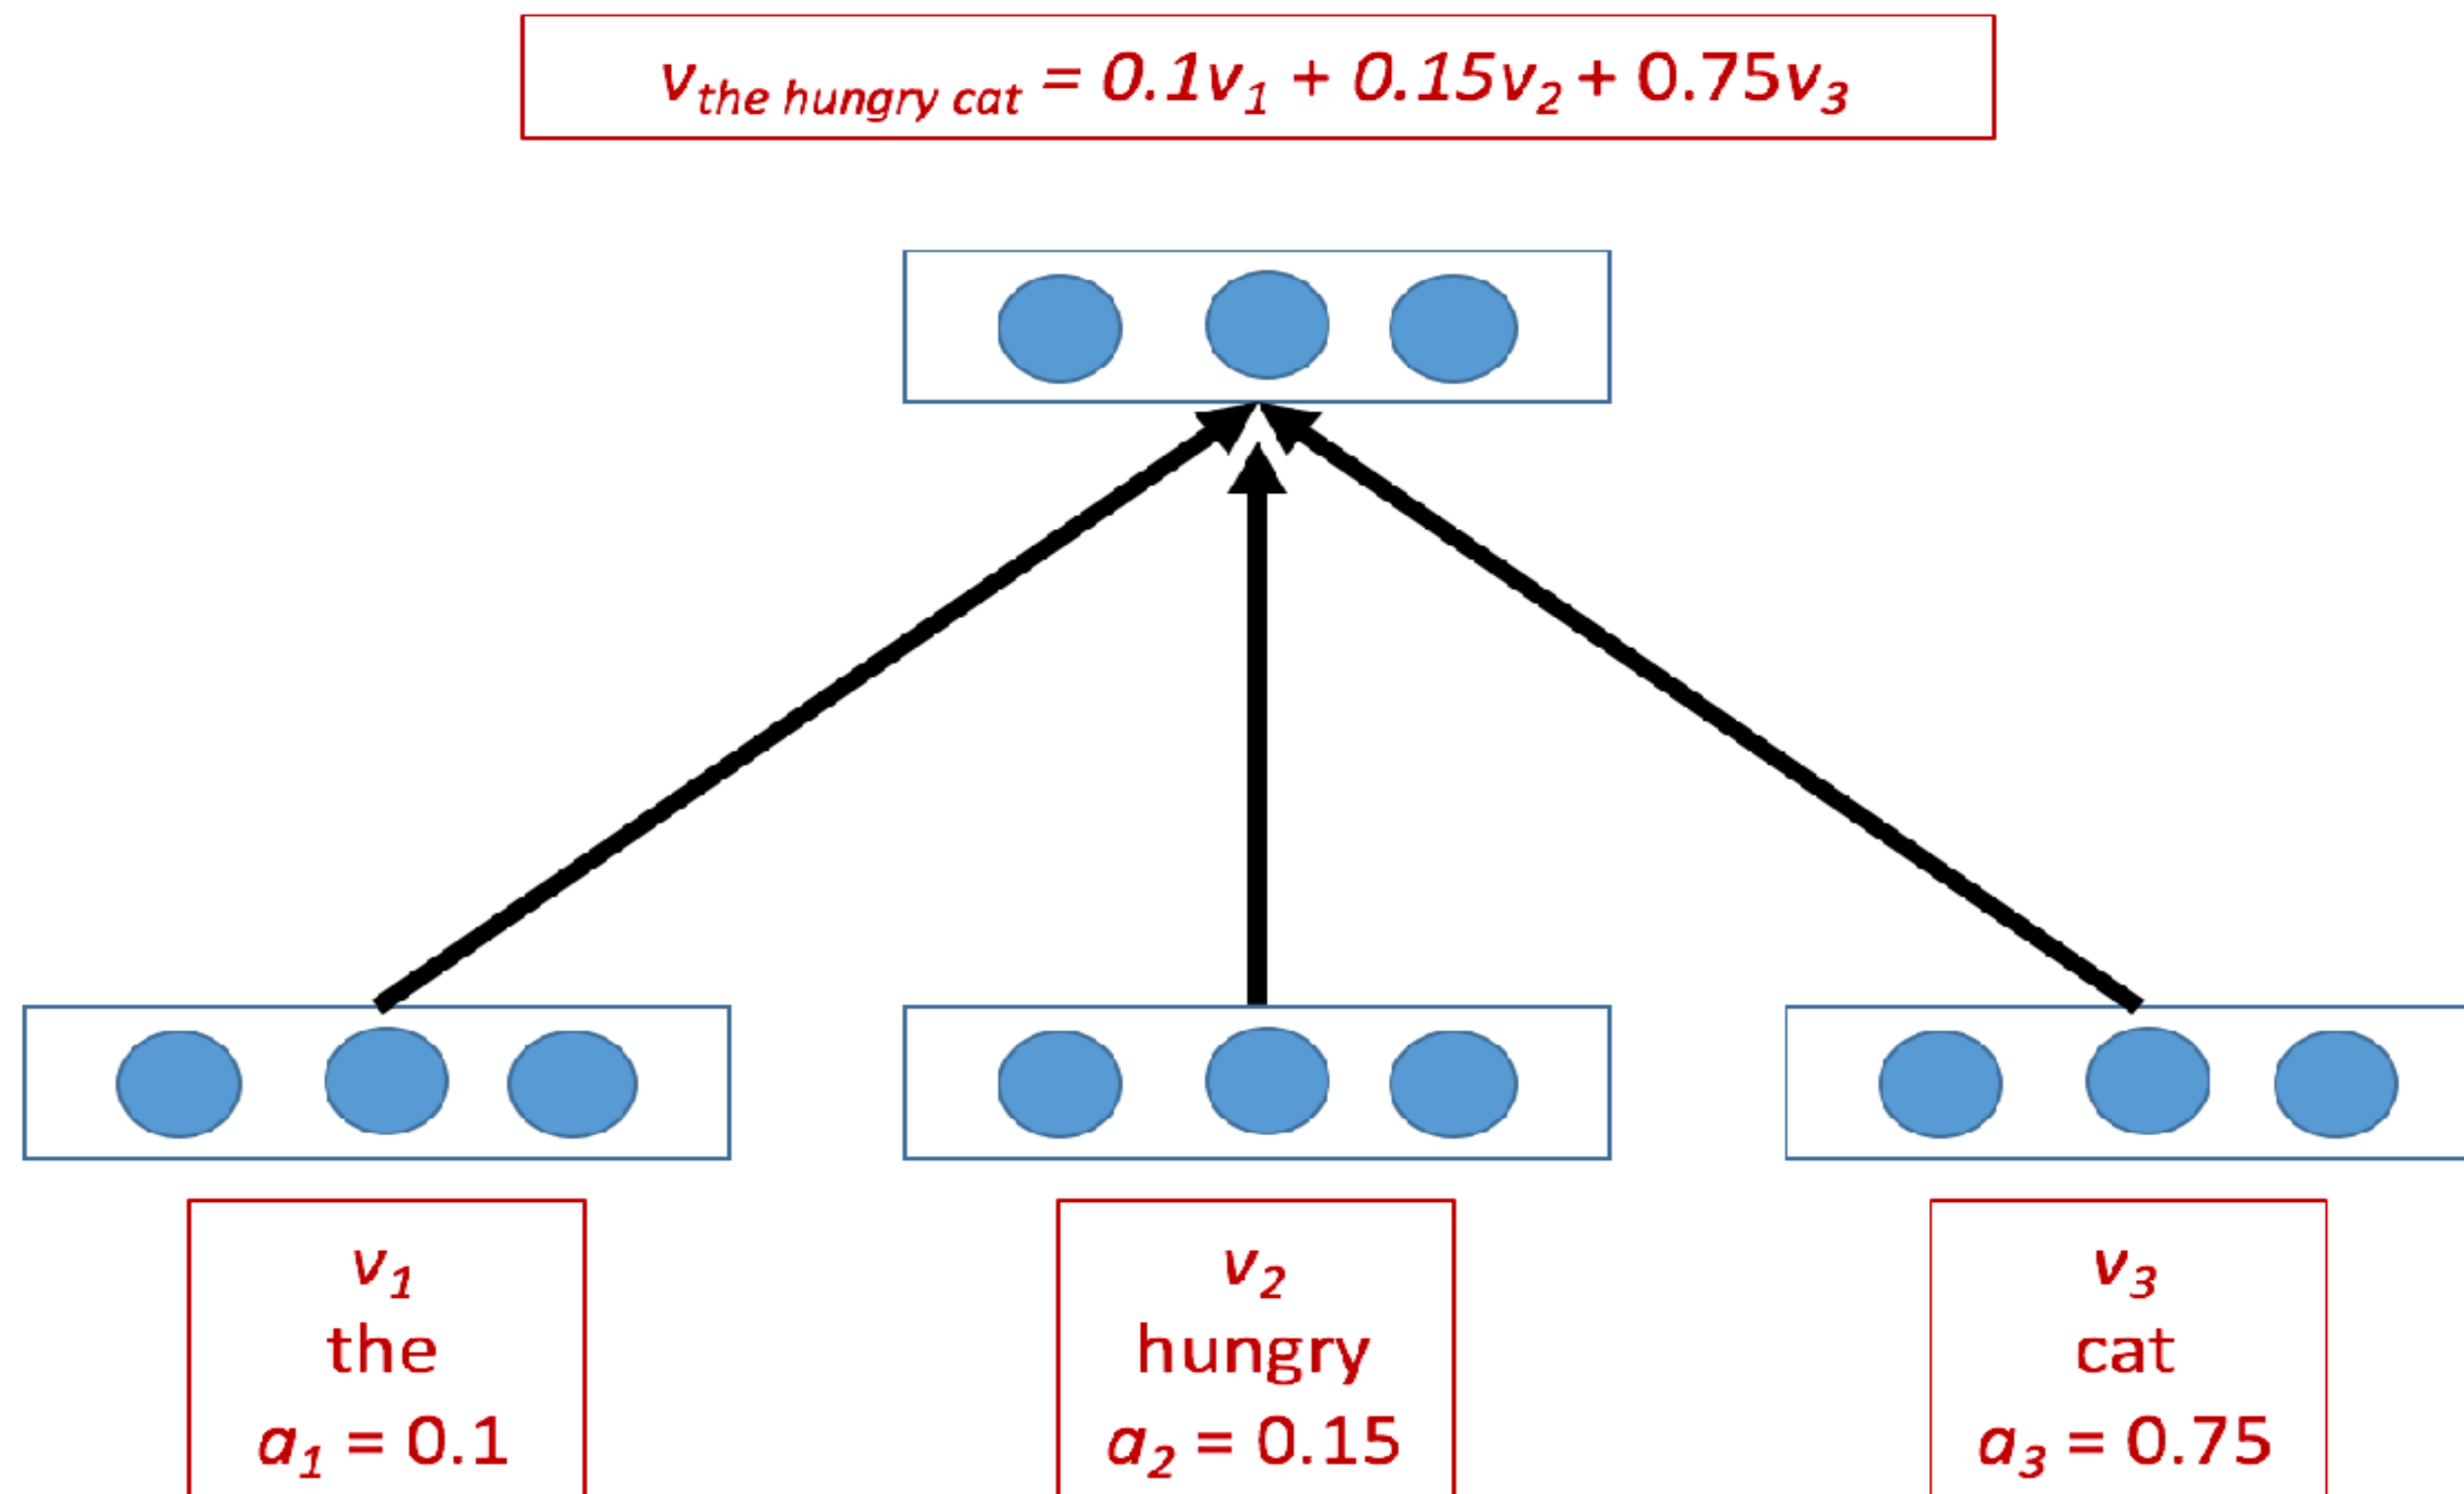 v_the hungry cat = 0.1v_1 + 0.15v_2 + 0.75v_3
v_1
the
a_1 = 0.1
v_2
hungry
a_2 = 0.15
v_3
cat
a_3 = 0.75